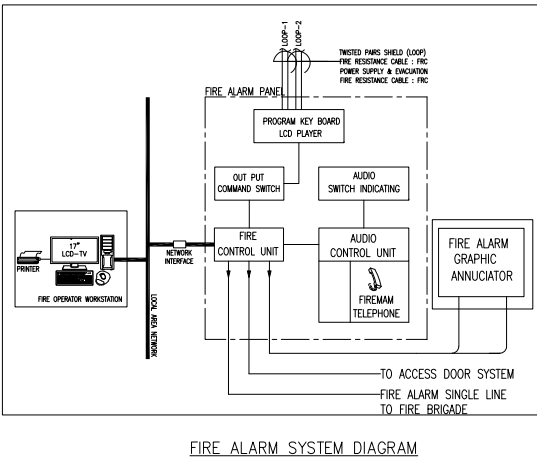 LOOP-1
LOOP-2
TWISTED PAIRS SHIELD (LOOP)
FIRE RESISTANCE CABLE : FRC
POWER SUPPLY & EVACUATION
FIRE RESISTANCE CABLE : FRC
FIRE ALARM PANEL
PROGRAM KEY BOARD
LCD PLAYER
OUT PUT
COMMAND SWITCH
AUDIO
SWITCH INDICATING
17"
LCD-TV
PRINTER
FIRE OPERATOR WORKSTATION
LOCAL AREA NETWORK
NETWORK
INTERFACE
FIRE
CONTROL UNIT
AUDIO
CONTROL UNIT
FIREMAM
TELEPHONE
FIRE ALARM
GRAPHIC
ANNUCIATOR
TO ACCESS DOOR SYSTEM
FIRE ALARM SINGLE LINE
TO FIRE BRIGADE
FIRE ALARM SYSTEM DIAGRAM